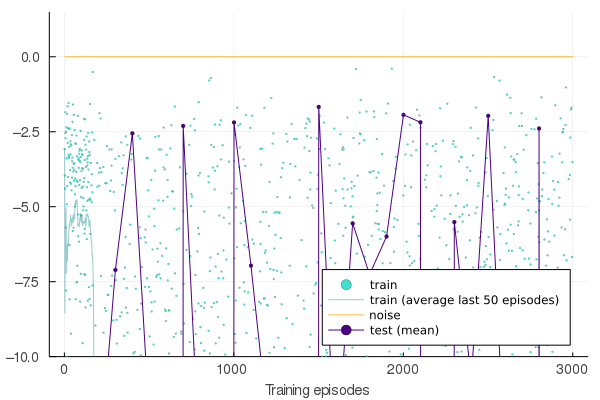 0.0
−2.5
−5.0
−7.5
−10.0
train
train (average last 50 episodes)
noise
test (mean)
0 1000 2000 3000
Training episodes